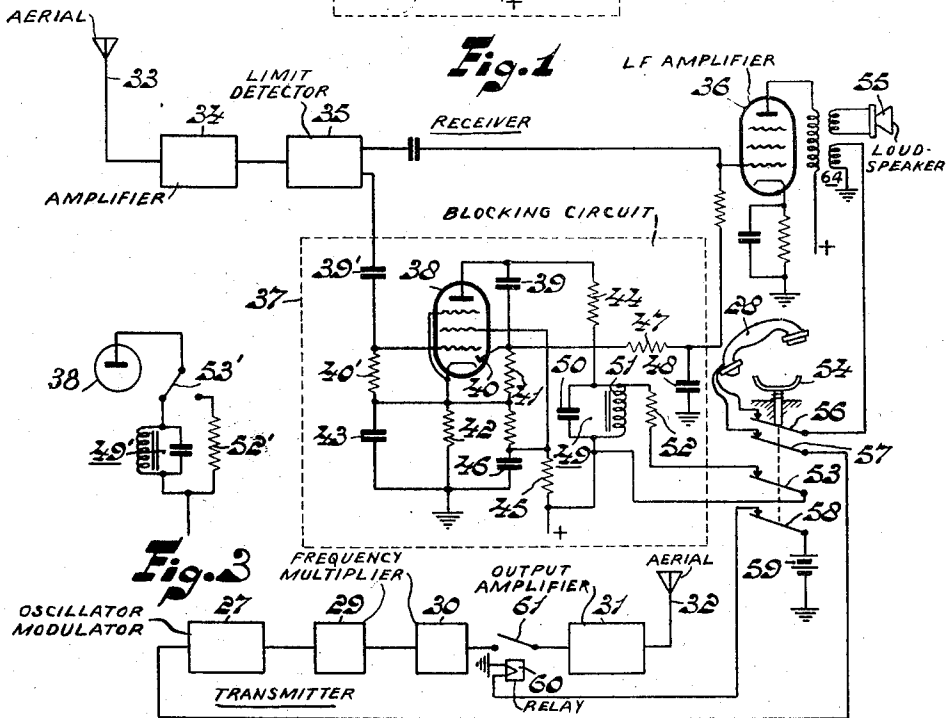 +
AERIAL
33
Fig.1
LF AMPLIFIER
36
55
LOUD-
SPEAKER
64
+
LIMIT
DETECTOR
34
35
RECEIVER
AMPLIFIER
BLOCKING CIRCUIT
37
39'
38
39
44
47
28
54
40'
40
41
50
51
48
56
43
42
49
52
57
46
45
53
+
58
59
38
53'
49'
52'
Fig.3
FREQUENCY
MULTIPLIER
OUTPUT
AMPLIFIER
AERIAL
OSCILLATOR
MODULATOR
27
29
30
61
31
32
60
RELAY
TRANSMITTER